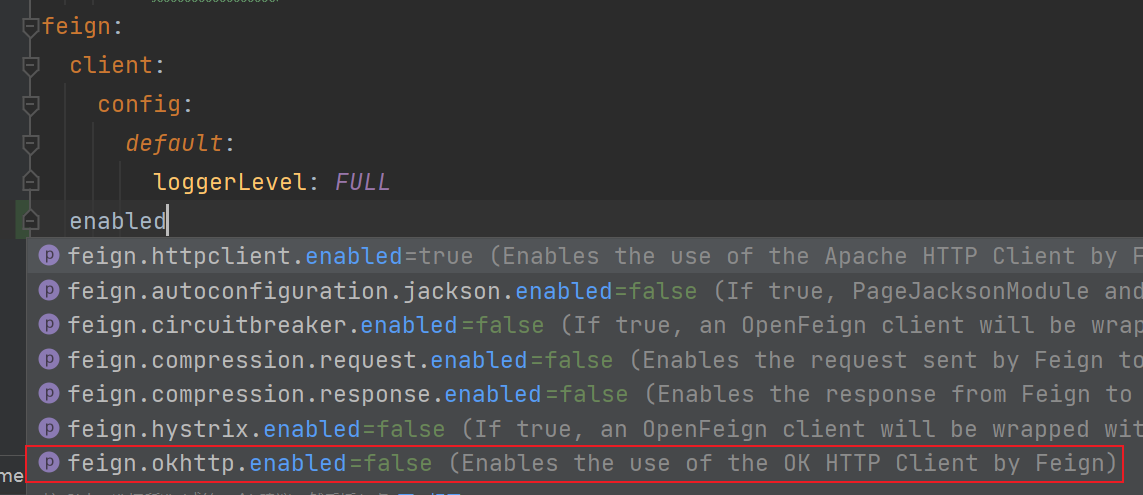 feign:
client:
config:
default:
loggerLevel: FULL
enabled
p feign.httpclient.enabled=true (Enables the use of the Apache HTTP Client by F
p feign.autoconfiguration.jackson.enabled=false (If true, PageJacksonModule and
p feign.circuitbreaker.enabled=false (If true, an OpenFeign client will be wrap
p feign.compression.request.enabled=false (Enables the request sent by Feign to
p feign.compression.response.enabled=false (Enables the response from Feign to
p feign.hystrix.enabled=false (If true, an OpenFeign client will be wrapped wit
p feign.okhttp.enabled=false (Enables the use of the OK HTTP Client by Feign)
me